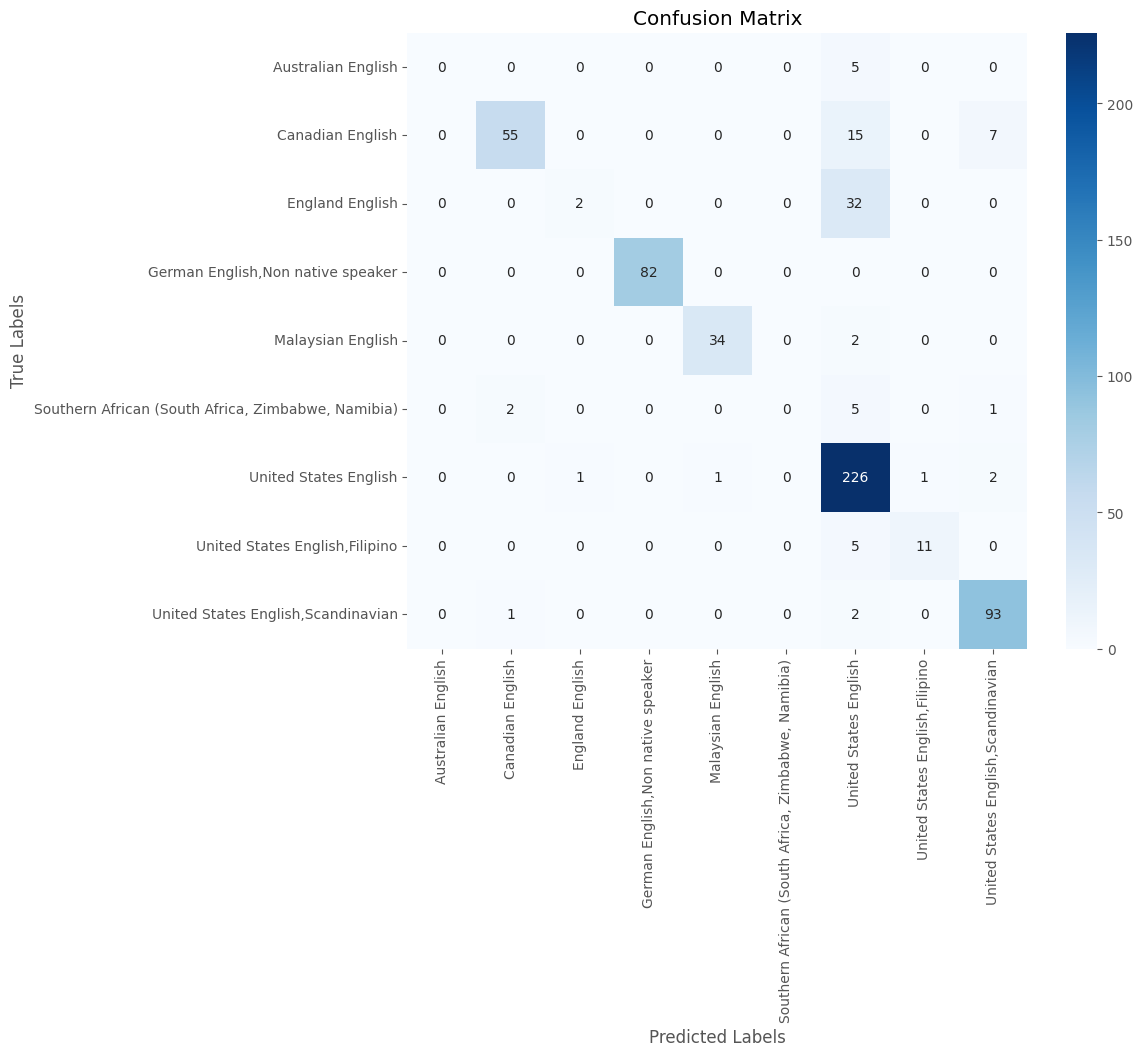 Confusion Matrix
True Labels
Australian English 0 0 0 0 0 0 5 0 0
Canadian English 0 55 0 0 0 0 15 0 7
England English 0 0 2 0 0 0 32 0 0
German English,Non native speaker 0 0 0 82 0 0 0 0 0
Malaysian English 0 0 0 0 34 0 2 0 0
Southern African (South Africa, Zimbabwe, Namibia) 0 2 0 0 0 0 5 0 1
United States English 0 0 1 0 1 0 226 1 2
United States English,Filipino 0 0 0 0 0 0 5 11 0
United States English,Scandinavian 0 1 0 0 0 0 2 0 93
Australian English
Canadian English
England English
German English,Non native speaker
Malaysian English
Southern African (South Africa, Zimbabwe, Namibia)
United States English
United States English,Filipino
United States English,Scandinavian
Predicted Labels
200
150
100
50
0